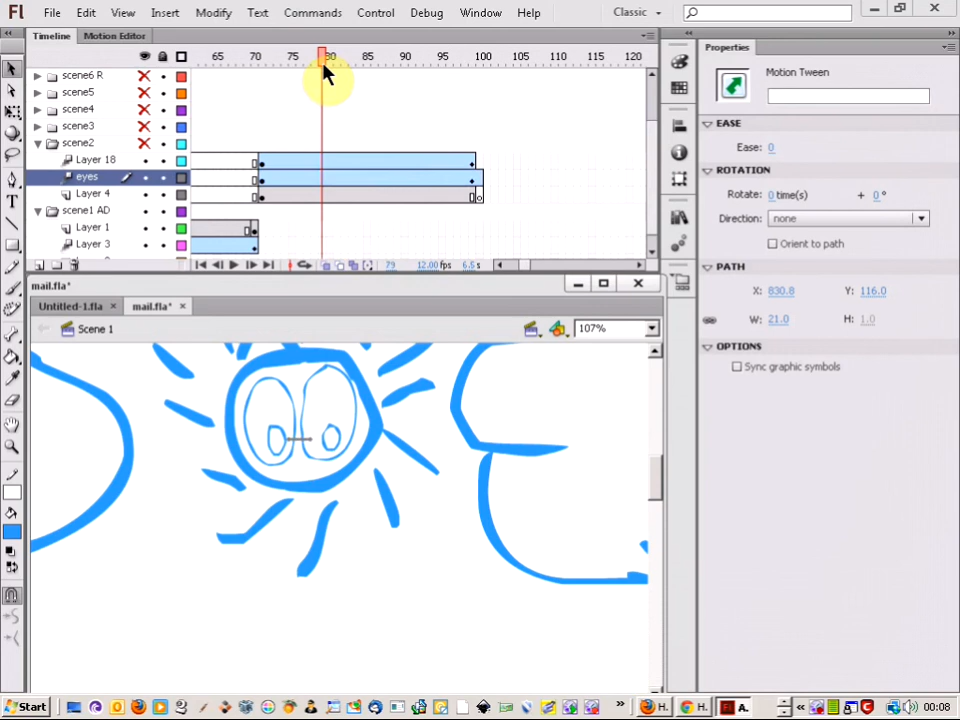 Fl File Edit View Insert Modify Text Commands Control Debug Window Help Classic
Timeline Motion Editor
Properties
65 70 75 80 85 90 95 100 105 110 115 120
scene6 R
scene5
scene4
scene3
scene2
Layer 18
eyes
Layer 4
scene1 AD
Layer 1
Layer 3
79 12.00 fps 6.5 s
Motion Tween
EASE
Ease: 0
ROTATION
Rotate: 0 time(s) + 0°
Direction: none
Orient to path
PATH
X: 830.8 Y: 116.0
W: 21.0 H: 1.0
OPTIONS
Sync graphic symbols
mail.fla*
Untitled-1.fla × mail.fla* ×
Scene 1 107%
T
Start H. H. A. 00:08